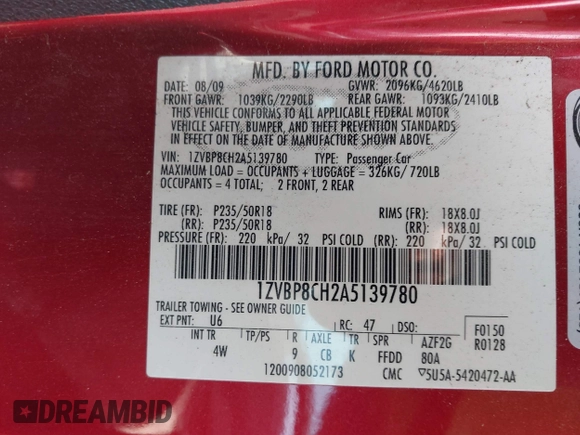 MFD. BY FORD MOTOR CO.
DATE: 08/09 GVWR: 2096KG/4620LB
FRONT GAWR: 1039KG/2290LB REAR GAWR: 1093KG/2410LB
THIS VEHICLE CONFORMS TO ALL APPLICABLE FEDERAL MOTOR
VEHICLE SAFETY, BUMPER, AND THEFT PREVENTION STANDARDS
IN EFFECT ON THE DATE OF MANUFACTURE SHOWN ABOVE.
VIN: 1ZVBP8CH2A5139780 TYPE: Passenger Car
MAXIMUM LOAD = OCCUPANTS + LUGGAGE = 326KG/720LB
OCCUPANTS = 4 TOTAL; 2 FRONT, 2 REAR
TIRE (FR): P235/50R18 RIMS (FR): 18X8.0J
(RR): P235/50R18 (RR): 18X8.0J
PRESSURE (FR): 220 kPa/ 32 PSI COLD (RR): 220 kPa/ 32 PSI COLD
1ZVBP8CH2A5139780
TRAILER TOWING - SEE OWNER GUIDE
EXT PNT: U6 RC: 47 DSO: F0150
INT TR TP/PS R AXLE TR SPR AZF2G R0128
4W 9 CB K FFDD 80A
1200908052173 CMC 5U5A-5420472-AA
DREAMBID